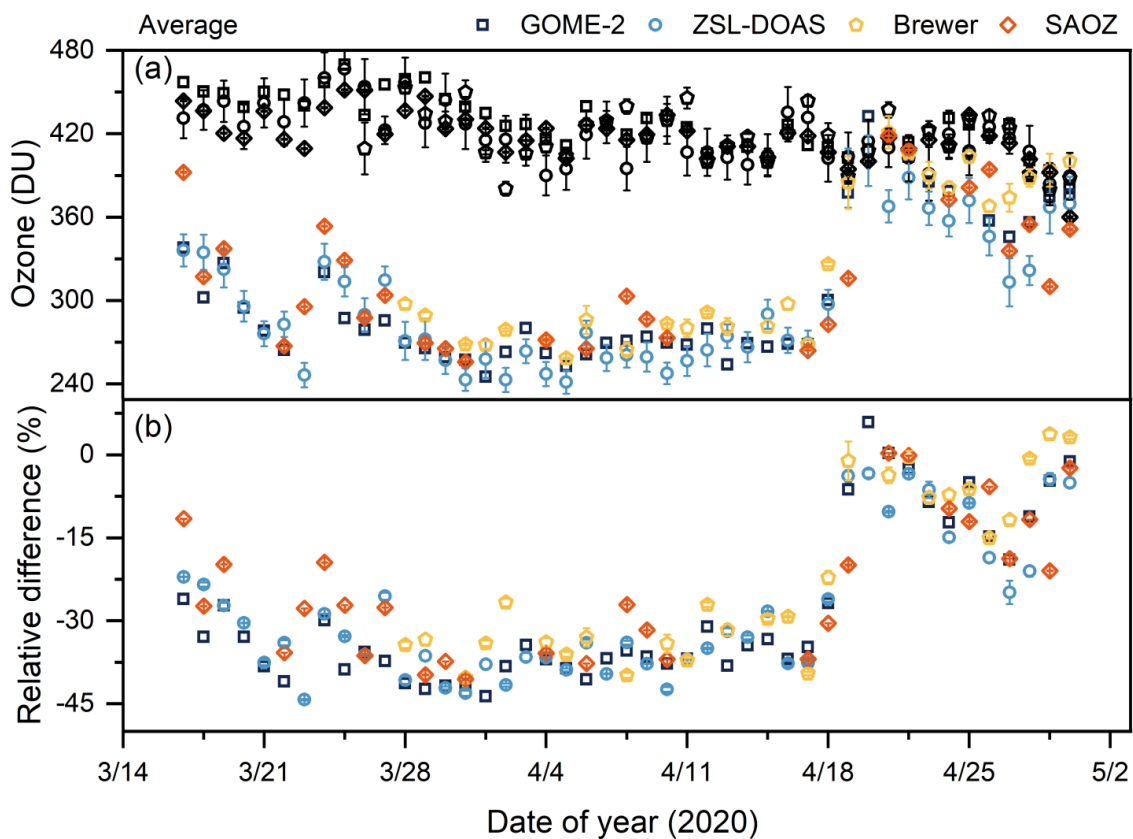 Average GOME-2 ZSL-DOAS Brewer SAOZ
(a)
480
420
360
300
240
Ozone (DU)
(b)
0
-15
-30
-45
Relative difference (%)
3/14 3/21 3/28 4/4 4/11 4/18 4/25 5/2
Date of year (2020)